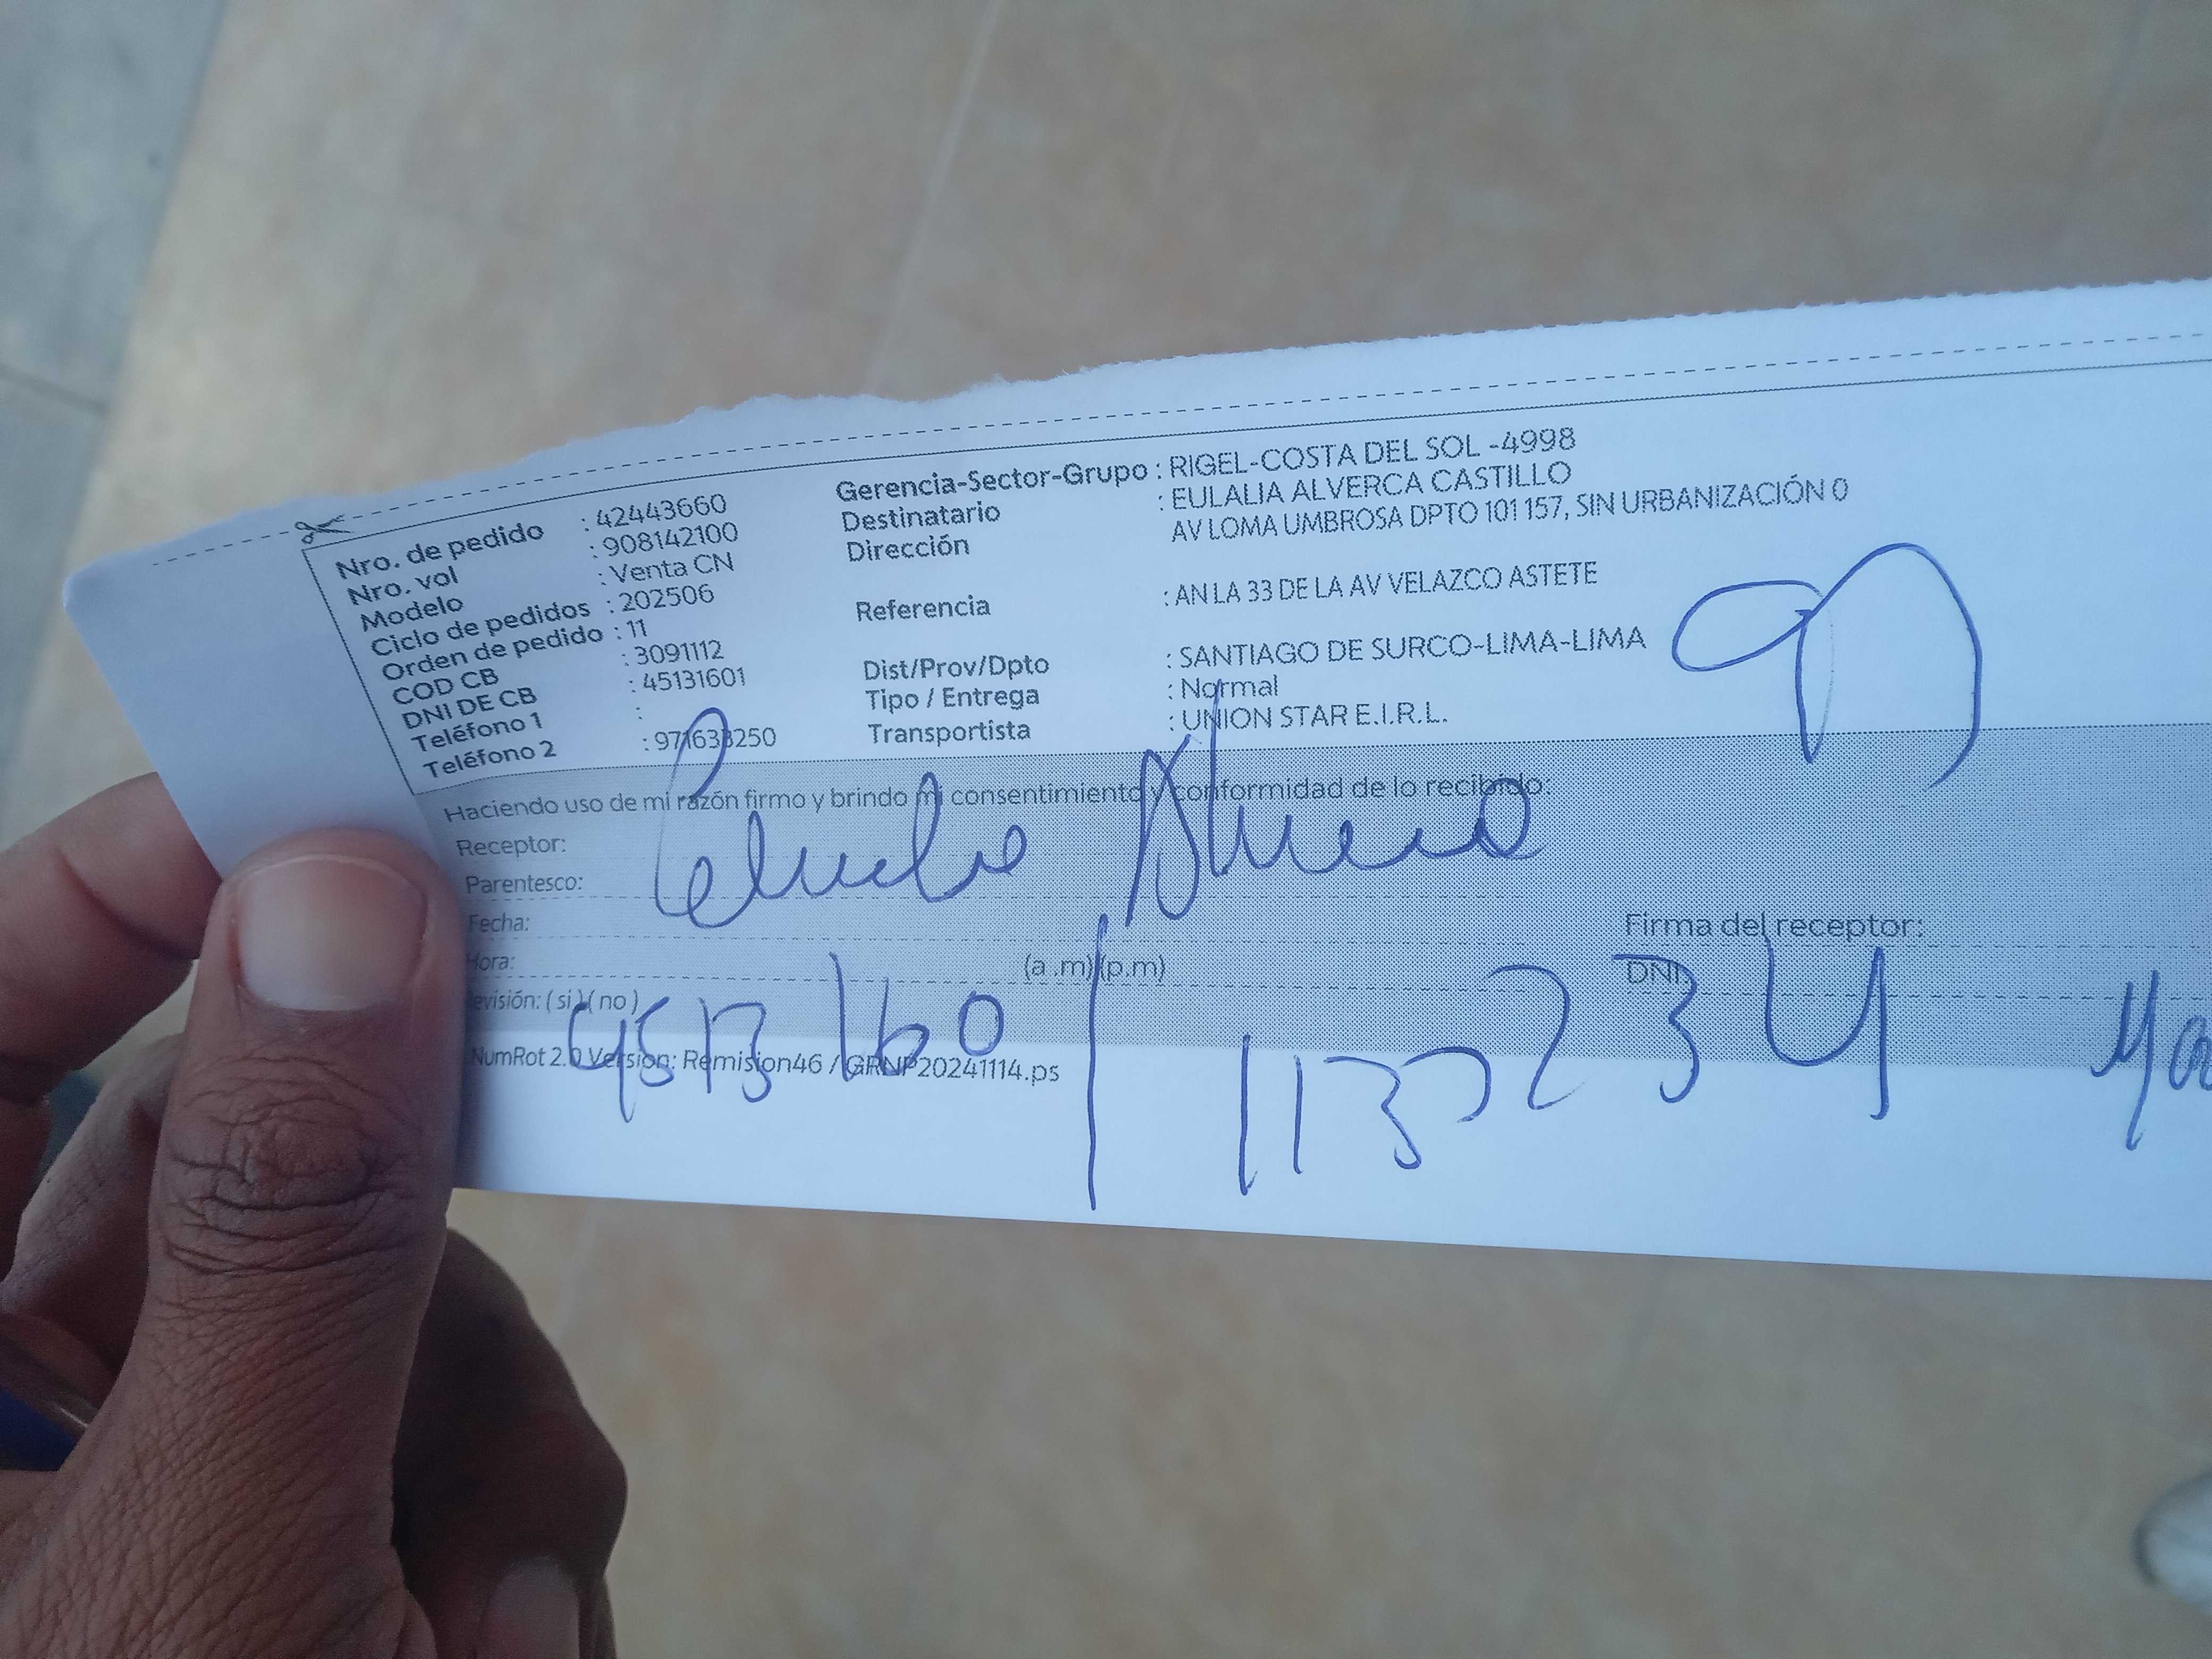 Nro. de pedido : 42443660
Nro. vol : 908142100
Modelo : Venta CN
Ciclo de pedidos : 202506
Orden de pedido : 11
COD CB : 3091112
DNI DE CB : 45131601
Teléfono 1 :
Teléfono 2 : 971633250
Gerencia-Sector-Grupo : RIGEL-COSTA DEL SOL -4998
Destinatario : EULALIA ALVERCA CASTILLO
Dirección AV LOMA UMBROSA DPTO 101 157, SIN URBANIZACIÓN 0
Referencia : AN LA 33 DE LA AV VELAZCO ASTETE
Dist/Prov/Dpto : SANTIAGO DE SURCO-LIMA-LIMA
Tipo / Entrega : Normal
Transportista : UNION STAR E.I.R.L.
Haciendo uso de mi razón firmo y brindo mi consentimiento y conformidad de lo recibido:
Receptor:
Parentesco:
Fecha:
Hora: (a .m) (p.m)
Firma del receptor:
DNI
evisión: ( si ) ( no )
4513160
NumRot 2.0 Version: Remision46 / GRNP20241114.ps